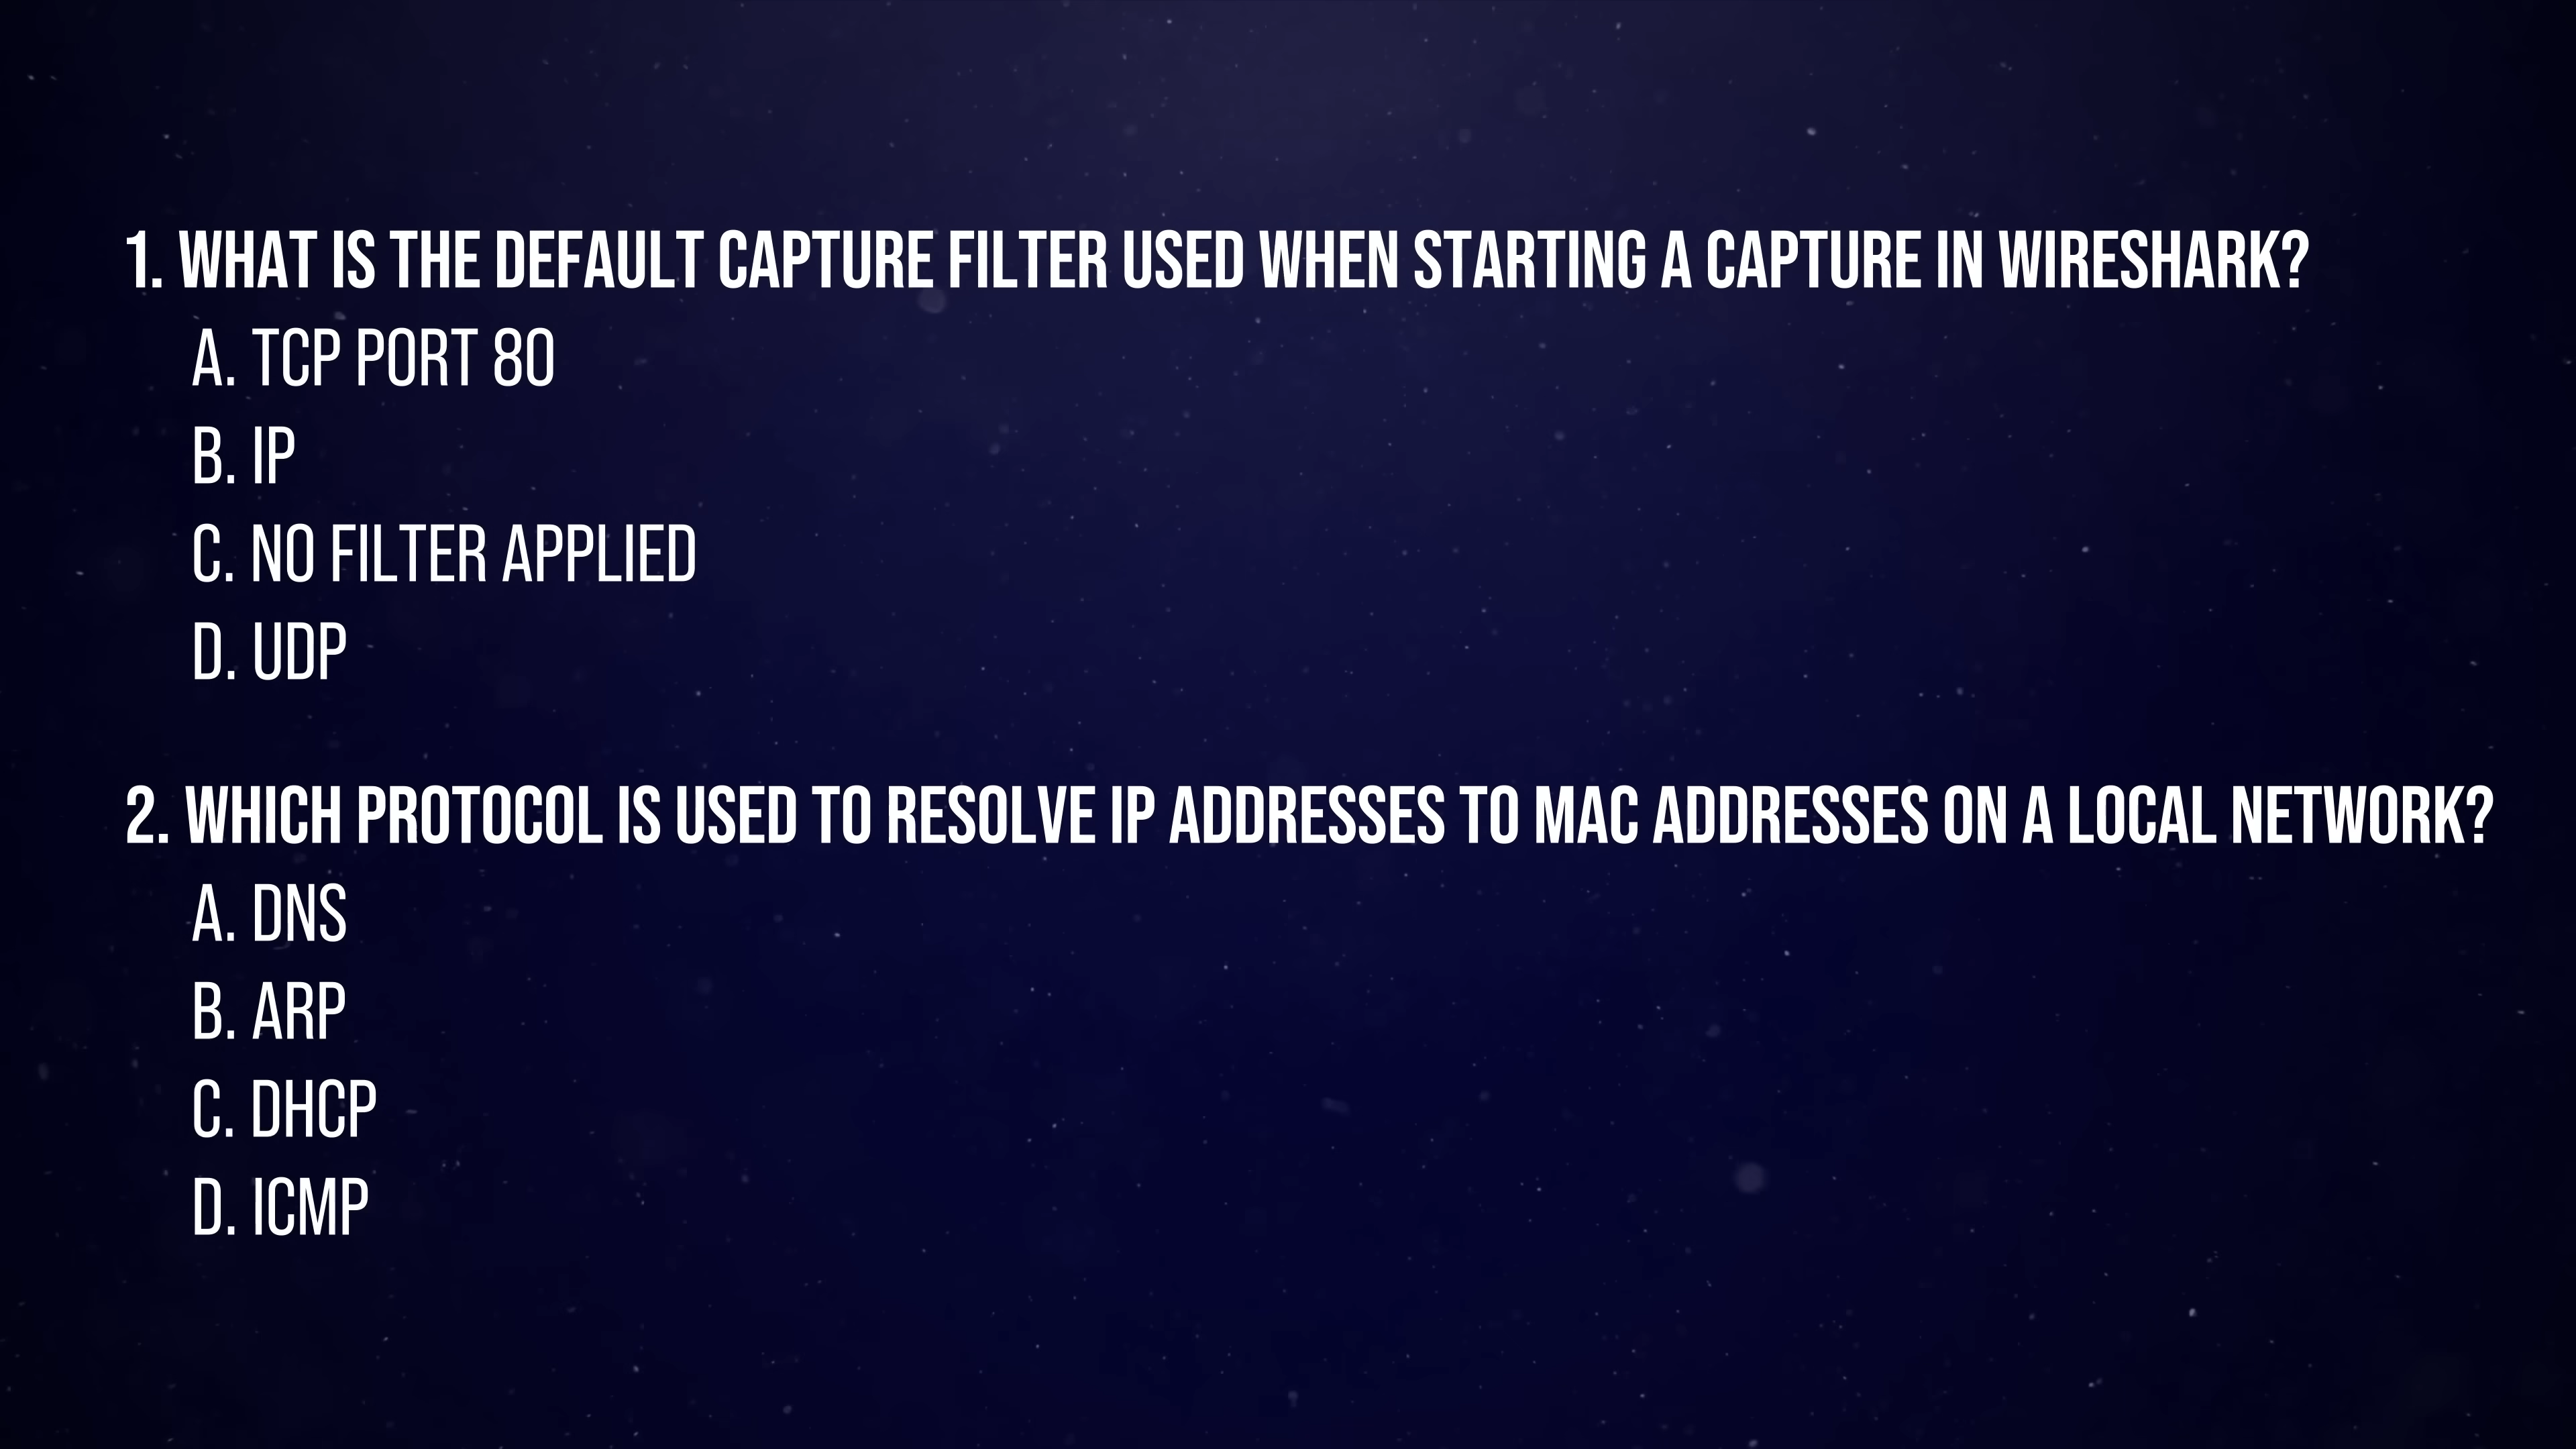 1. WHAT IS THE DEFAULT CAPTURE FILTER USED WHEN STARTING A CAPTURE IN WIRESHARK?
A. TCP PORT 80
B. IP
C. NO FILTER APPLIED
D. UDP
2. WHICH PROTOCOL IS USED TO RESOLVE IP ADDRESSES TO MAC ADDRESSES ON A LOCAL NETWORK?
A. DNS
B. ARP
C. DHCP
D. ICMP